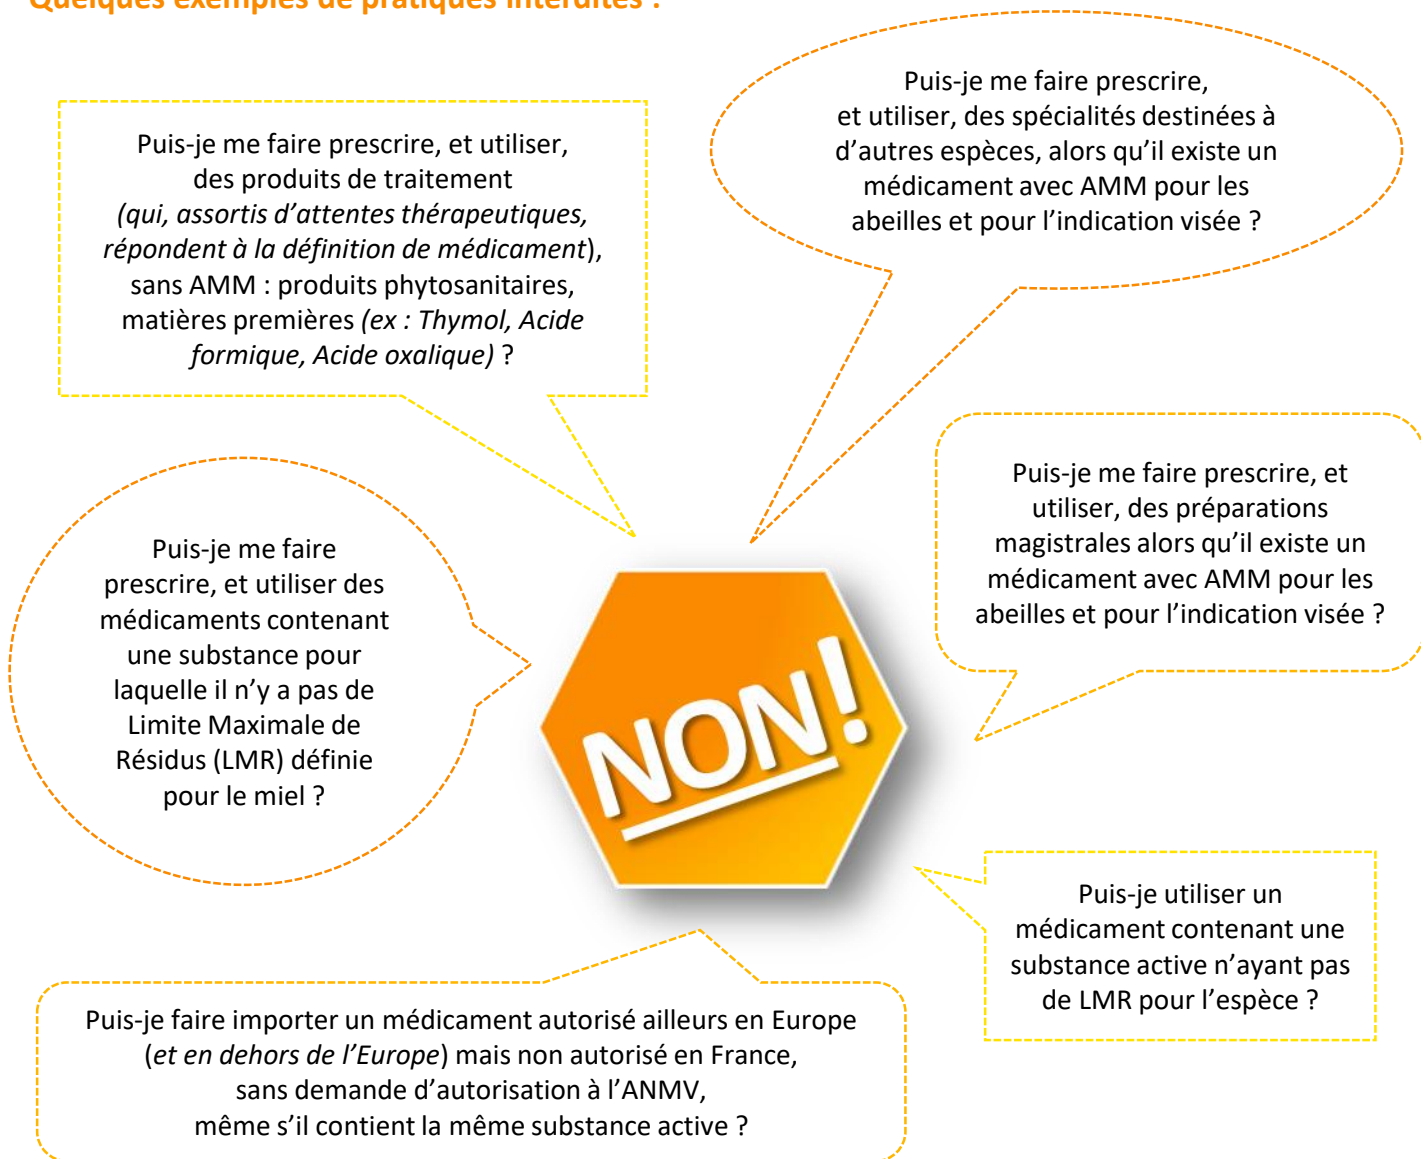 Quelques exemples de pratiques interdites :
Puis-je me faire prescrire, et utiliser,
des produits de traitement
(qui, assortis d’attentes thérapeutiques,
répondent à la définition de médicament),
sans AMM : produits phytosanitaires,
matières premières (ex : Thymol, Acide
formique, Acide oxalique) ?
Puis-je me faire prescrire,
et utiliser, des spécialités destinées à
d’autres espèces, alors qu’il existe un
médicament avec AMM pour les
abeilles et pour l’indication visée ?
Puis-je me faire prescrire, et
utiliser, des préparations
magistrales alors qu’il existe un
médicament avec AMM pour les
abeilles et pour l’indication visée ?
Puis-je me faire
prescrire, et utiliser des
médicaments contenant
une substance pour
laquelle il n’y a pas de
Limite Maximale de
Résidus (LMR) définie
pour le miel ?
NON!
Puis-je utiliser un
médicament contenant une
substance active n’ayant pas
de LMR pour l’espèce ?
Puis-je faire importer un médicament autorisé ailleurs en Europe
(et en dehors de l’Europe) mais non autorisé en France,
sans demande d’autorisation à l’ANMV,
même s’il contient la même substance active ?